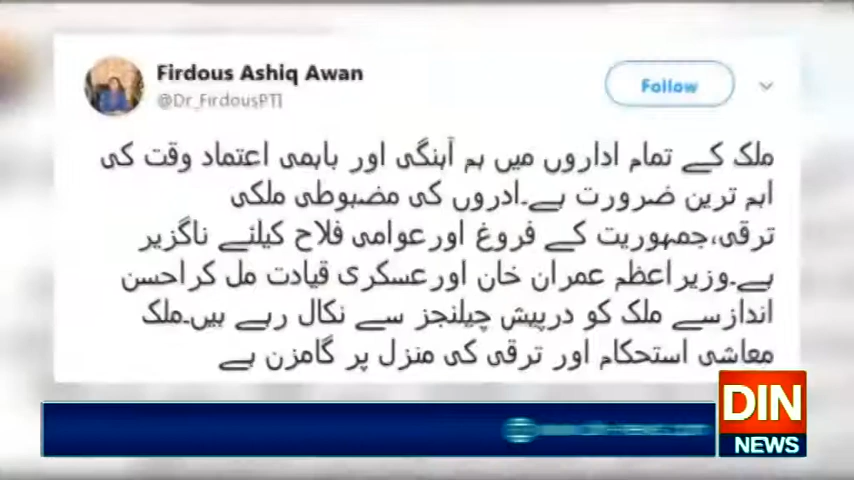 Firdous Ashiq Awan
@Dr_FirdousPTI
Follow
ملک کے تمام اداروں میں ہم آہنگی اور باہمی اعتماد وقت کی
اہم ترین ضرورت ہے۔ادروں کی مضبوطی ملکی
ترقی،جمہوریت کے فروغ اورعوامی فلاح کیلئے ناگزیر
ہے۔وزیراعظم عمران خان اورعسکری قیادت مل کراحسن
اندازسے ملک کو درپیش چیلنجز سے نکال رہے ہیں۔ملک
معاشی استحکام اور ترقی کی منزل پر گامزن ہے
DIN
NEWS